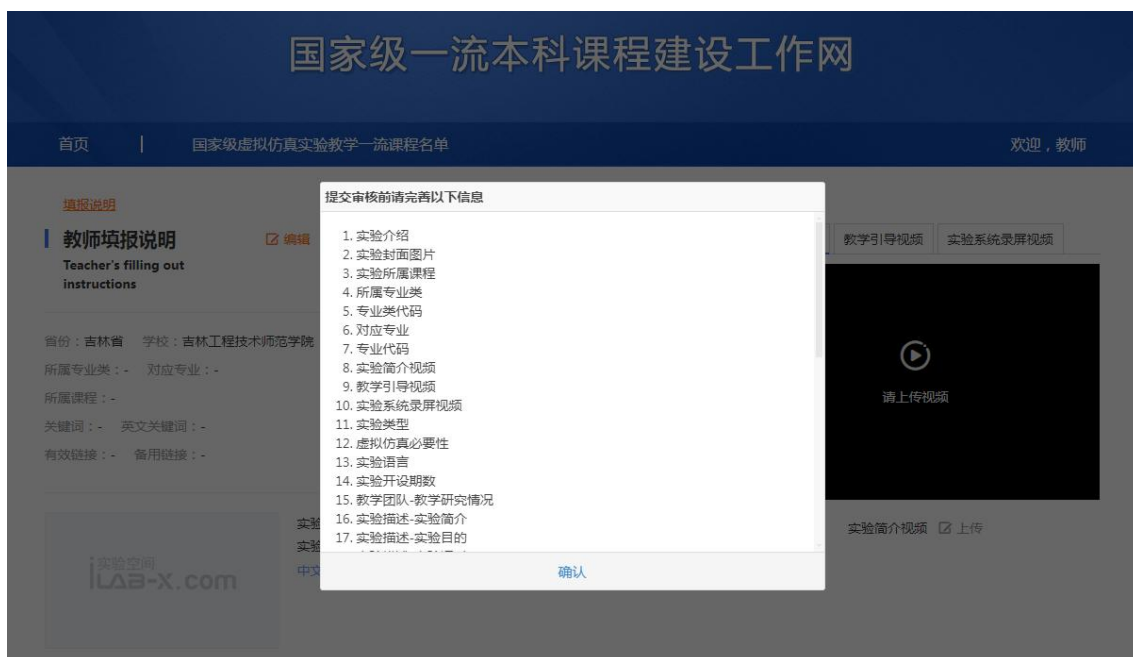 国家级一流本科课程建设工作网
首页 | 国家级虚拟仿真实验教学一流课程名单 欢迎，教师
填报说明
教师填报说明 编辑
Teacher's filling out
instructions
省份：吉林省 学校：吉林工程技术师范学院
所属专业类：- 对应专业：-
所属课程：-
关键词：- 英文关键词：-
有效链接：- 备用链接：-
实验空间
iLAB-X.com
实验
实验
中文
提交审核前请完善以下信息
1. 实验介绍
2. 实验封面图片
3. 实验所属课程
4. 所属专业类
5. 专业类代码
6. 对应专业
7. 专业代码
8. 实验简介视频
9. 教学引导视频
10. 实验系统录屏视频
11. 实验类型
12. 虚拟仿真必要性
13. 实验语言
14. 实验开设期数
15. 教学团队-教学研究情况
16. 实验描述-实验简介
17. 实验描述-实验目的
确认
教学引导视频 实验系统录屏视频
请上传视频
实验简介视频 上传